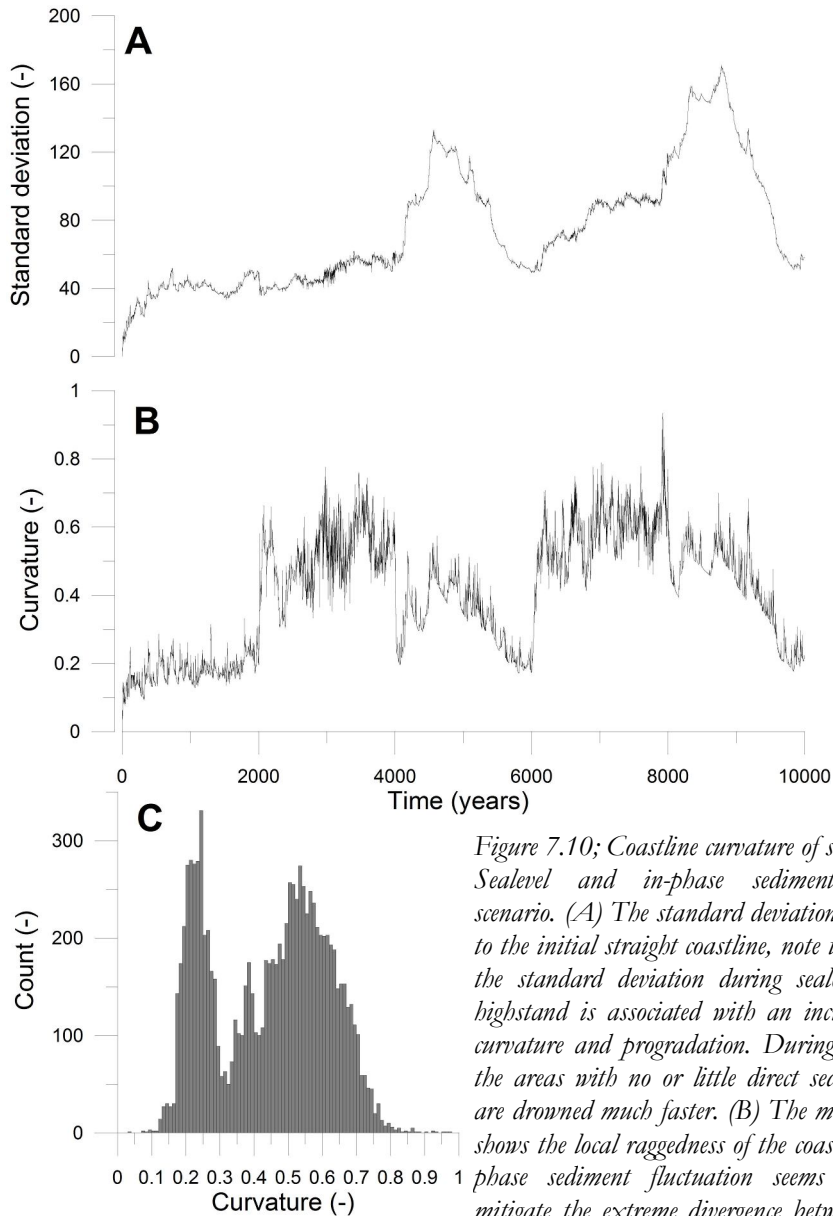 A
Standard deviation (-)
200
160
120
80
40
0
B
Curvature (-)
1
0.8
0.6
0.4
0.2
0
0 2000 4000 6000 8000 10000
Time (years)
C
Count (-)
300
200
100
0
0 0.1 0.2 0.3 0.4 0.5 0.6 0.7 0.8 0.9 1
Curvature (-)
Figure 7.10; Coastline curvature of
Sealevel and in-phase sediment
scenario. (A) The standard deviation
to the initial straight coastline, note
the standard deviation during
highstand is associated with an
curvature and progradation. During
the areas with no or little direct
are drowned much faster. (B) The
shows the local raggedness of the
phase sediment fluctuation seems
mitigate the extreme divergence